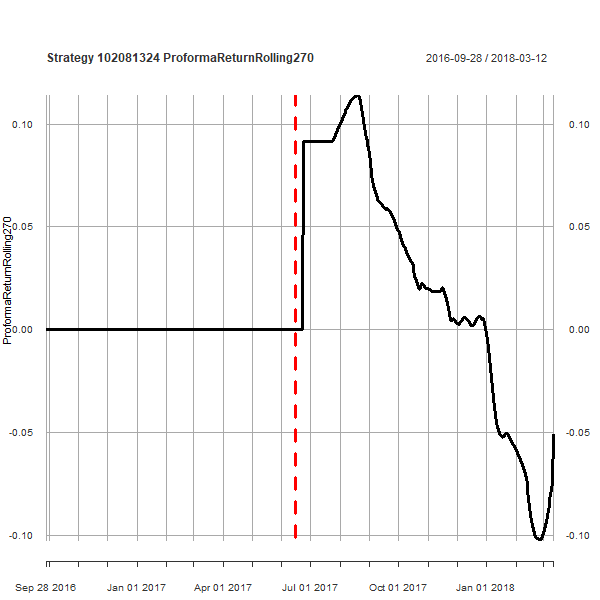 Strategy 102081324 ProformaReturnRolling270
2016-09-28 / 2018-03-12
ProformaReturnRolling270
0.10
0.05
0.00
-0.05
-0.10
0.10
0.05
0.00
-0.05
-0.10
Sep 28 2016 Jan 01 2017 Apr 01 2017 Jul 01 2017 Oct 01 2017 Jan 01 2018